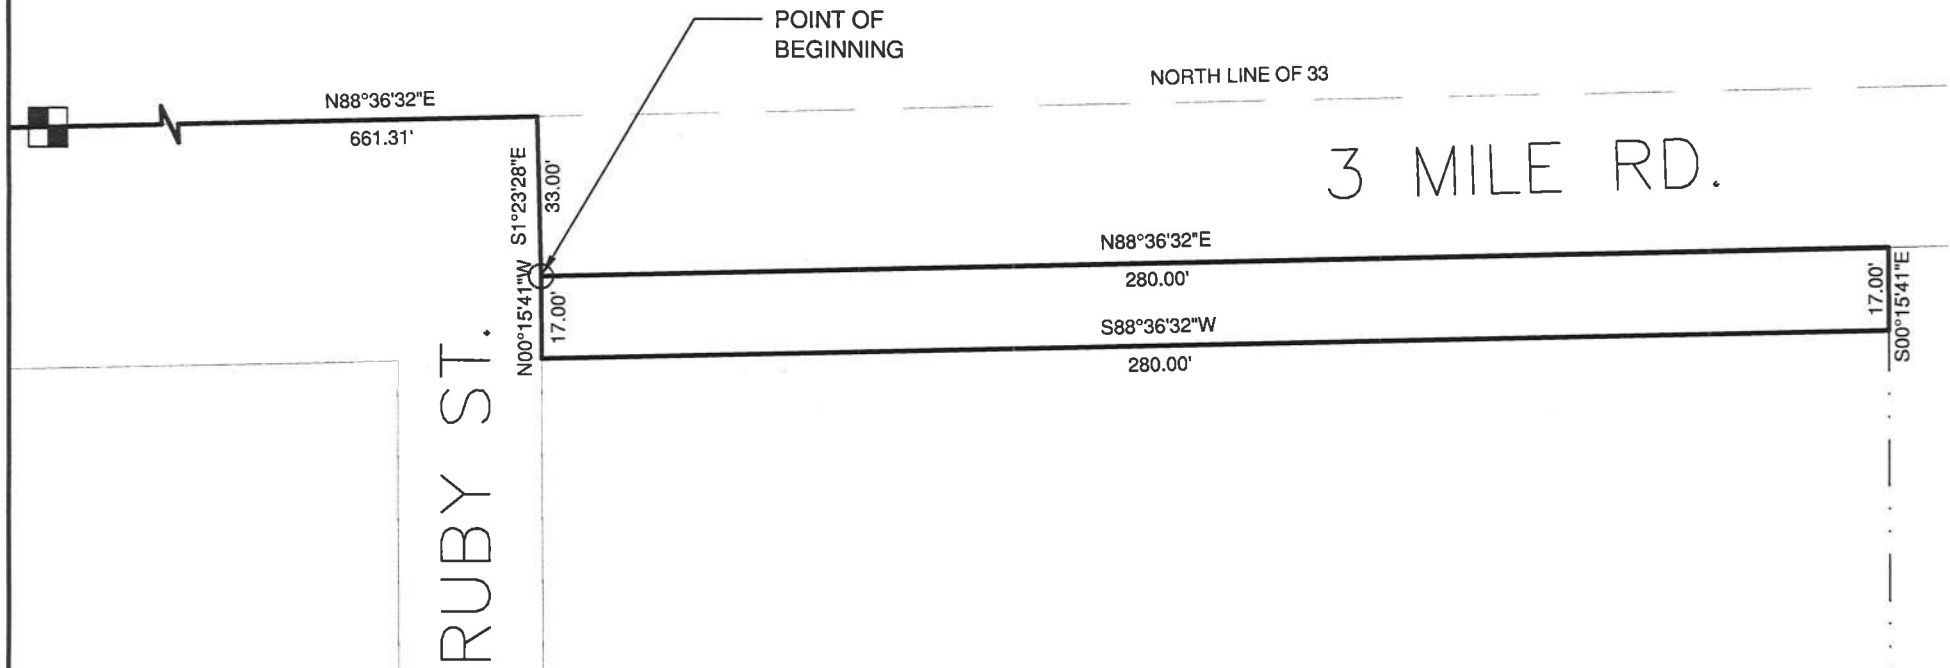 POINT OF
BEGINNING
NORTH LINE OF 33
N88°36'32"E
661.31'
3 MILE RD.
S1°23'28"E
33.00'
N88°36'32"E
280.00'
N00°15'41"W
17.00'
S88°36'32"W
280.00'
17.00'
S00°15'41"E
RUBY ST.